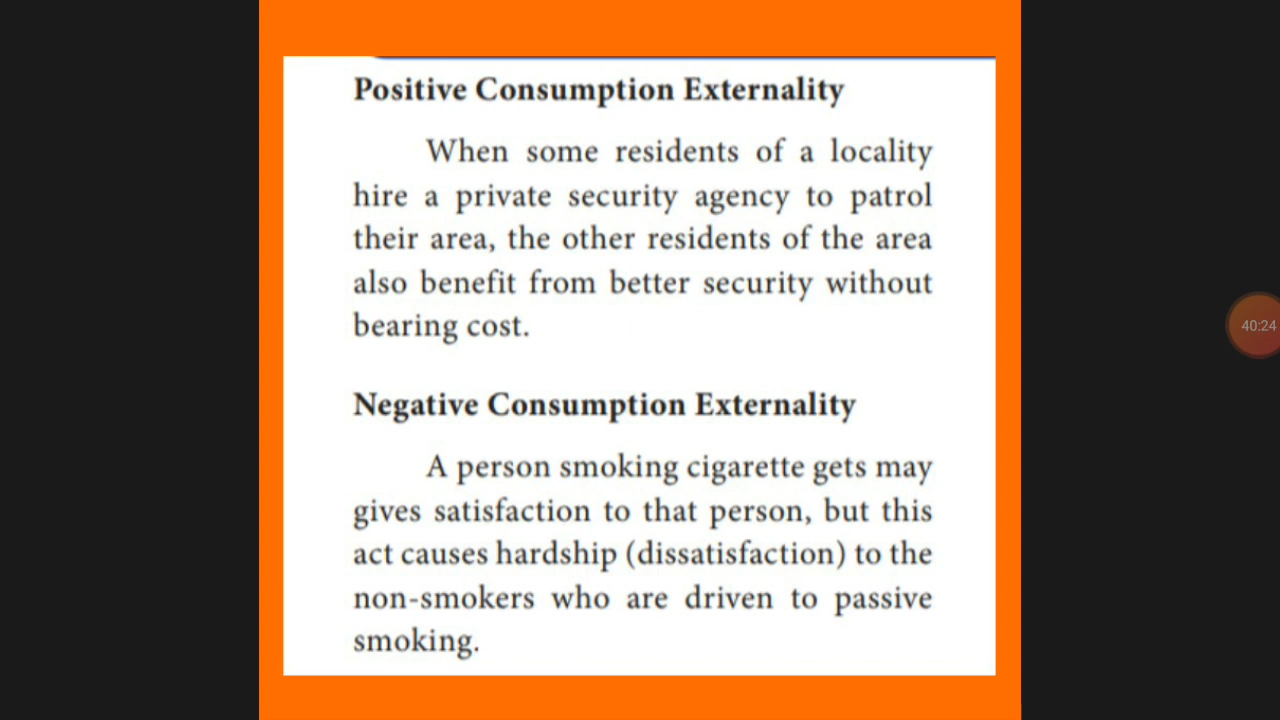 Positive Consumption Externality
When some residents of a locality
hire a private security agency to patrol
their area, the other residents of the area
also benefit from better security without
bearing cost.
Negative Consumption Externality
A person smoking cigarette gets may
gives satisfaction to that person, but this
act causes hardship (dissatisfaction) to the
non-smokers who are driven to passive
smoking.
40:24